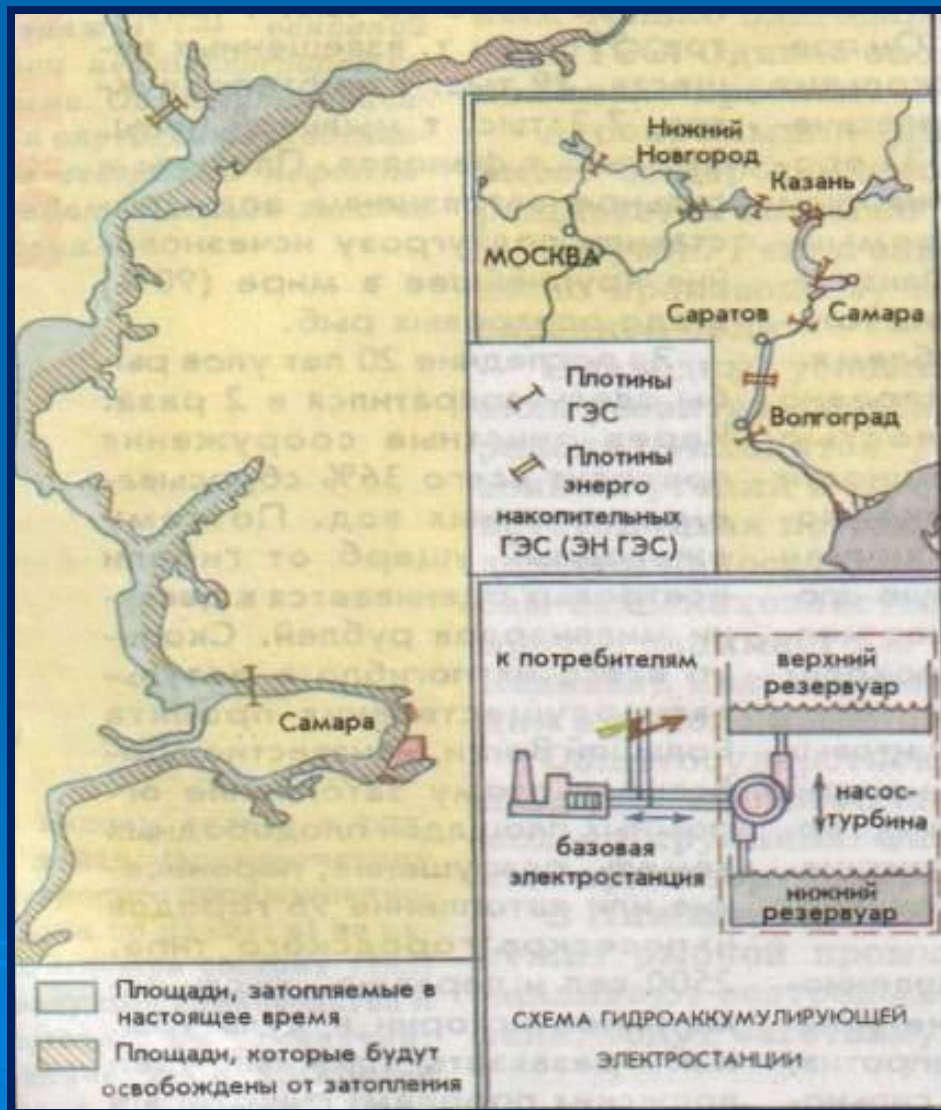 Нижний
Новгород
Казань
МОСКВА
Саратов
Самара
Волгоград
Плотины
ГЭС
Плотины
энерго
накопительных
ГЭС (ЭН ГЭС)
Самара
к потребителям
верхний
резервуар
насос-
турбина
базовая
электростанция
нижний
резервуар
СХЕМА ГИДРОАККУМУЛИРУЮЩЕЙ
ЭЛЕКТРОСТАНЦИИ
Площади, затопляемые в
настоящее время
Площади, которые будут
освобождены от затопления